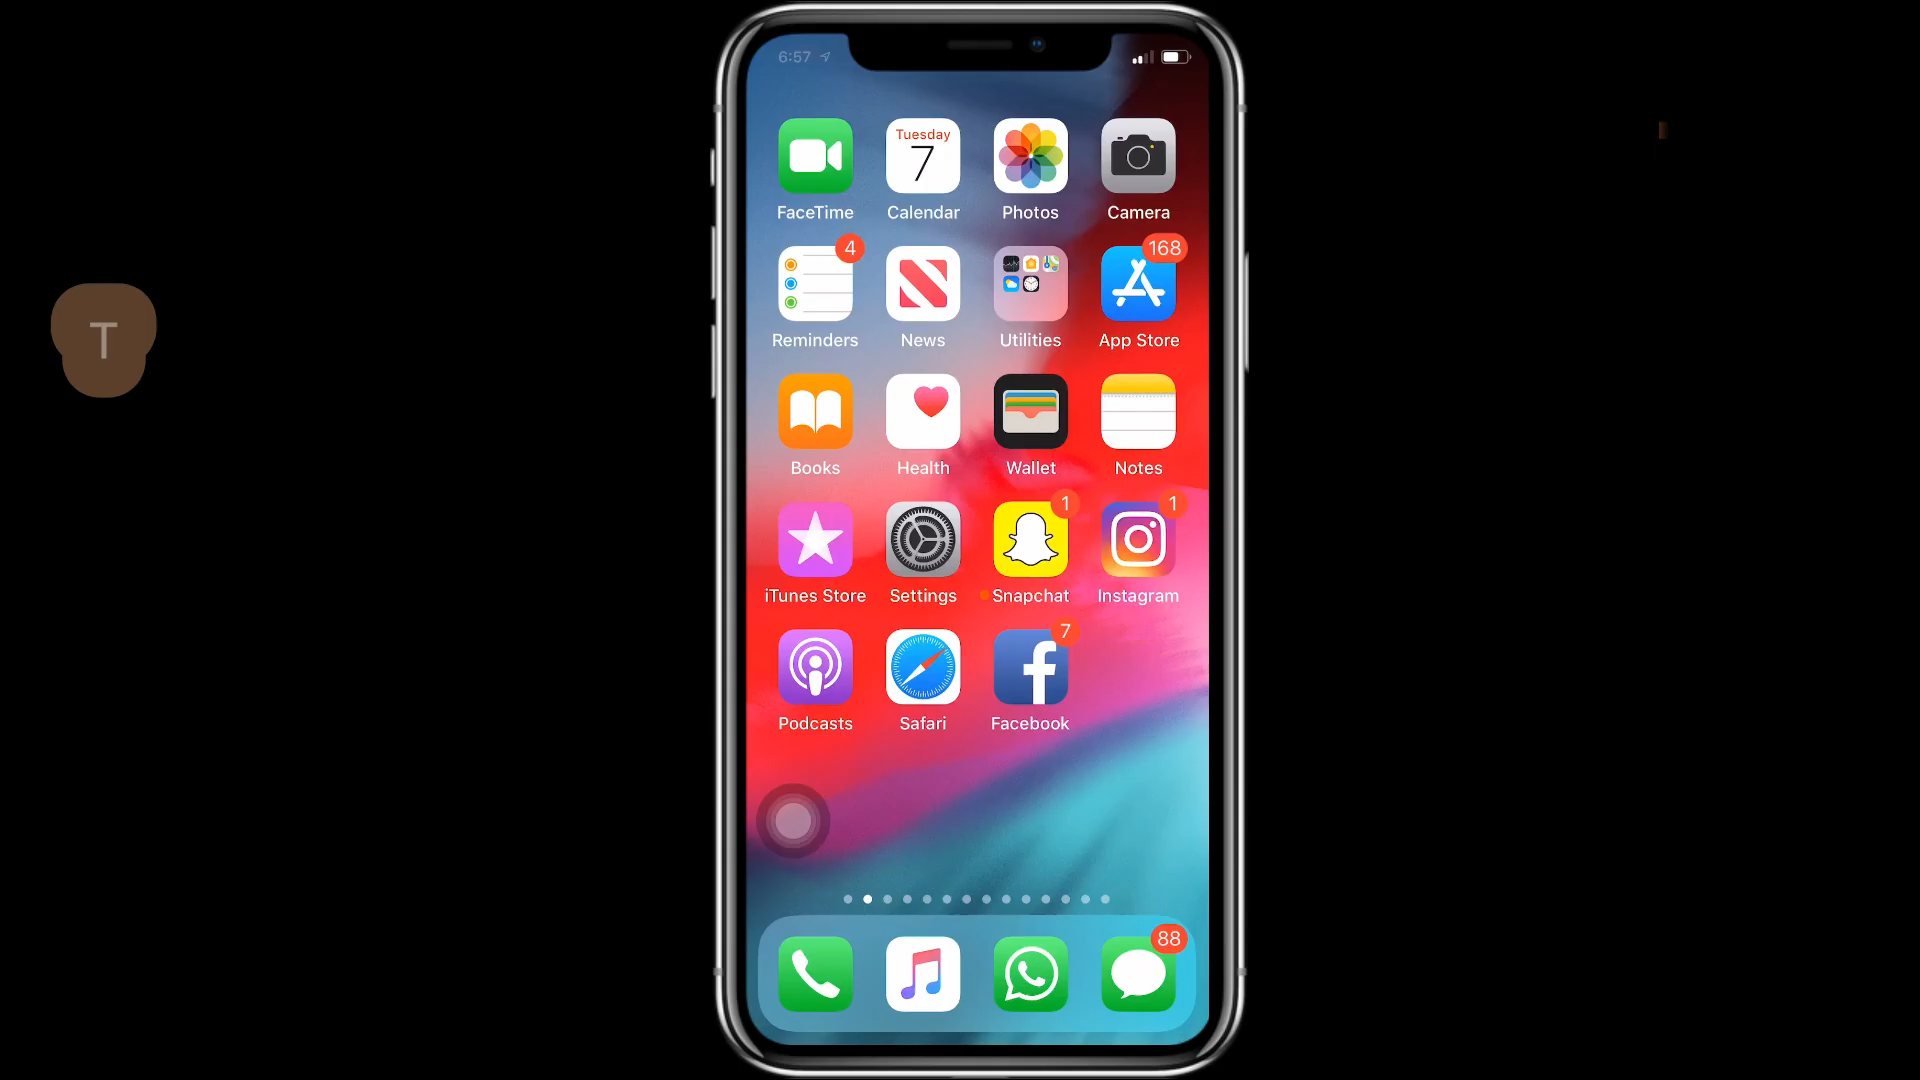 6:57
Tuesday
7
FaceTime Calendar Photos Camera
4
168
Reminders News Utilities App Store
T
Books Health Wallet Notes
1
1
iTunes Store Settings Snapchat Instagram
7
f
Podcasts Safari Facebook
88